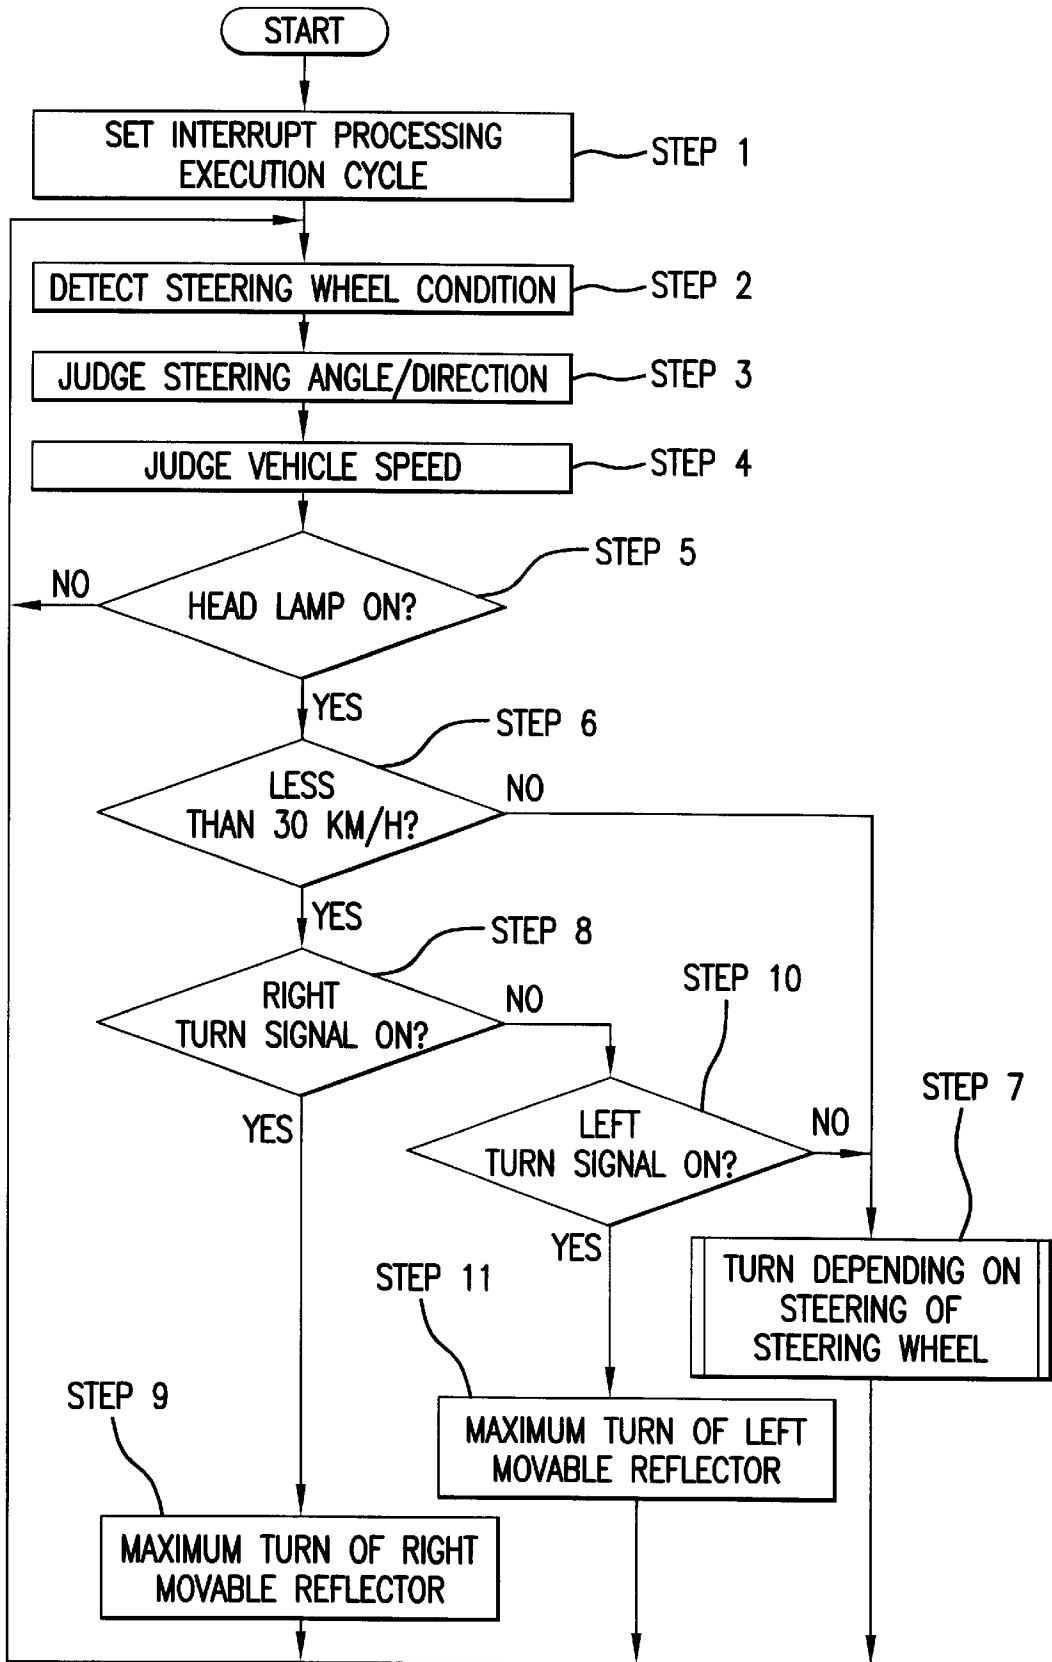 START
SET INTERRUPT PROCESSING
EXECUTION CYCLE
STEP 1
DETECT STEERING WHEEL CONDITION
STEP 2
JUDGE STEERING ANGLE/DIRECTION
STEP 3
JUDGE VEHICLE SPEED
STEP 4
STEP 5
NO
HEAD LAMP ON?
YES
STEP 6
LESS
THAN 30 KM/H?
NO
YES
STEP 8
RIGHT
TURN SIGNAL ON?
NO
STEP 10
YES
LEFT
TURN SIGNAL ON?
NO
STEP 7
YES
TURN DEPENDING ON
STEERING OF
STEERING WHEEL
STEP 11
MAXIMUM TURN OF LEFT
MOVABLE REFLECTOR
STEP 9
MAXIMUM TURN OF RIGHT
MOVABLE REFLECTOR